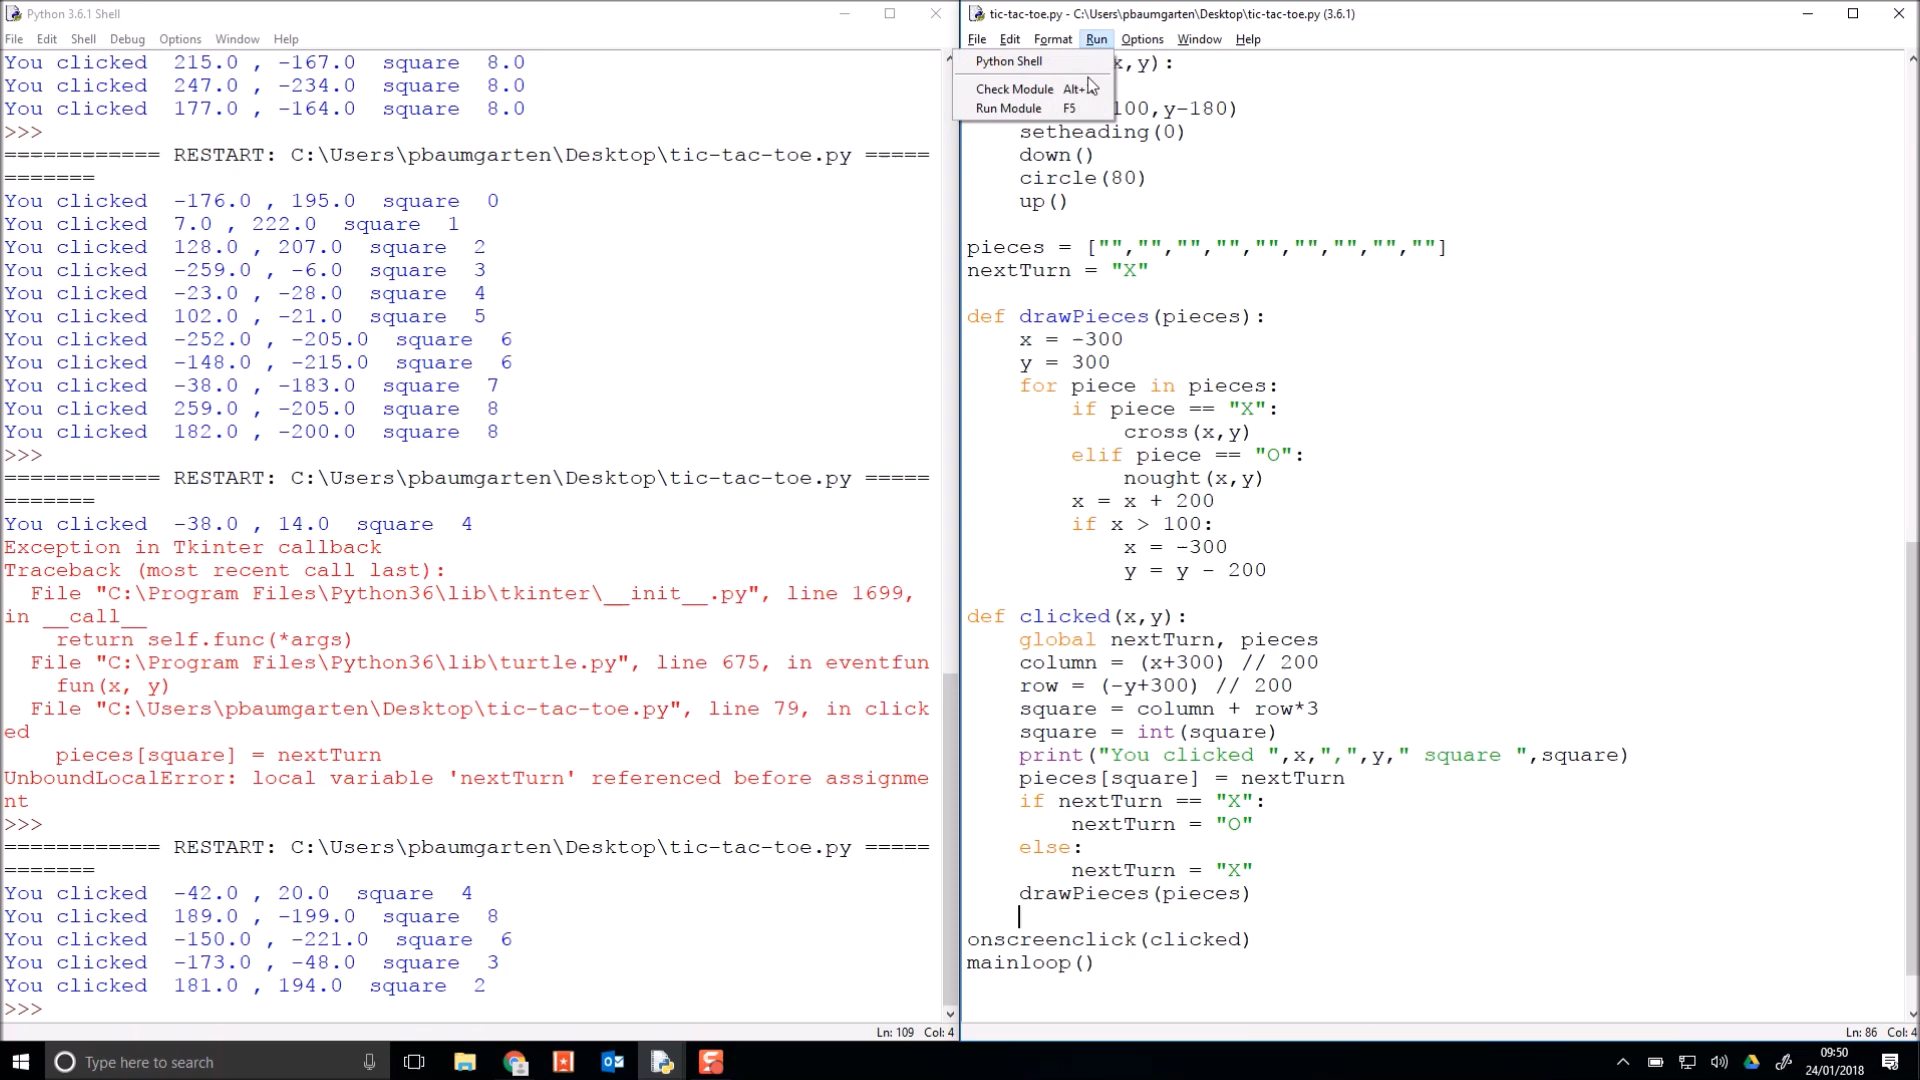 Python 3.6.1 Shell
File Edit Shell Debug Options Window Help
You clicked  215.0 , -167.0  square  8.0
You clicked  247.0 , -234.0  square  8.0
You clicked  177.0 , -164.0  square  8.0
>>>
============ RESTART: C:\Users\pbaumgarten\Desktop\tic-tac-toe.py =====
=======
You clicked  -176.0 , 195.0  square  0
You clicked  7.0 , 222.0  square  1
You clicked  128.0 , 207.0  square  2
You clicked  -259.0 , -6.0  square  3
You clicked  -23.0 , -28.0  square  4
You clicked  102.0 , -21.0  square  5
You clicked  -252.0 , -205.0  square  6
You clicked  -148.0 , -215.0  square  6
You clicked  -38.0 , -183.0  square  7
You clicked  259.0 , -205.0  square  8
You clicked  182.0 , -200.0  square  8
>>>
============ RESTART: C:\Users\pbaumgarten\Desktop\tic-tac-toe.py =====
=======
You clicked  -38.0 , 14.0  square  4
Exception in Tkinter callback
Traceback (most recent call last):
  File "C:\Program Files\Python36\lib\tkinter\__init__.py", line 1699,
in __call__
    return self.func(*args)
  File "C:\Program Files\Python36\lib\turtle.py", line 675, in eventfun
    fun(x, y)
  File "C:\Users\pbaumgarten\Desktop\tic-tac-toe.py", line 79, in click
ed
    pieces[square] = nextTurn
UnboundLocalError: local variable 'nextTurn' referenced before assignme
nt
>>>
============ RESTART: C:\Users\pbaumgarten\Desktop\tic-tac-toe.py =====
=======
You clicked  -42.0 , 20.0  square  4
You clicked  189.0 , -199.0  square  8
You clicked  -150.0 , -221.0  square  6
You clicked  -173.0 , -48.0  square  3
You clicked  181.0 , 194.0  square  2
>>>
Ln: 109 Col: 4
tic-tac-toe.py - C:\Users\pbaumgarten\Desktop\tic-tac-toe.py (3.6.1)
File Edit Format Run Options Window Help
Python Shell
Check Module Alt+
Run Module F5
x,y):
100,y-180)
    setheading(0)
    down()
    circle(80)
    up()
pieces = ["","","","","","","","",""]
nextTurn = "X"
def drawPieces(pieces):
    x = -300
    y = 300
    for piece in pieces:
        if piece == "X":
            cross(x,y)
        elif piece == "O":
            nought(x,y)
        x = x + 200
        if x > 100:
            x = -300
            y = y - 200
def clicked(x,y):
    global nextTurn, pieces
    column = (x+300) // 200
    row = (-y+300) // 200
    square = column + row*3
    square = int(square)
    print("You clicked ",x,",",y," square ",square)
    pieces[square] = nextTurn
    if nextTurn == "X":
        nextTurn = "O"
    else:
        nextTurn = "X"
    drawPieces(pieces)
onscreenclick(clicked)
mainloop()
Ln: 86 Col: 4
Type here to search
09:50
24/01/2018